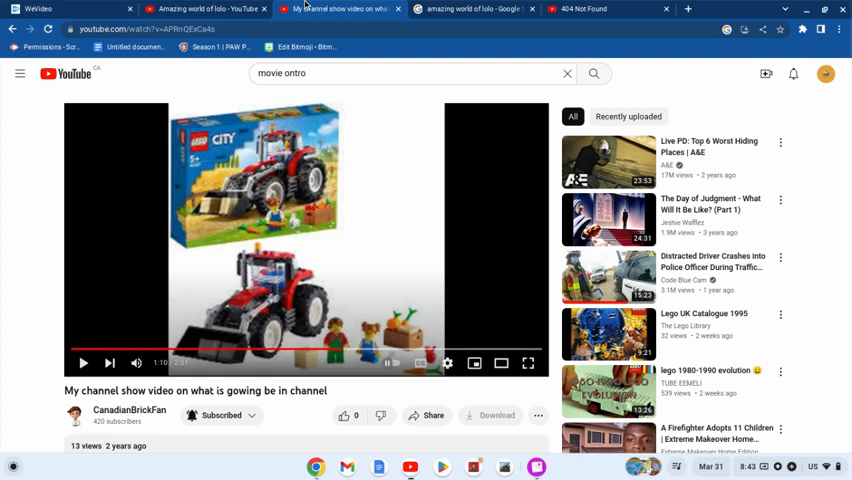 WeVideo
Amazing world of lolo - YouTube
My channel show video on wha
amazing world of lolo - Google S
404 Not Found
youtube.com/watch?v=APRnQExCa4s
Permissions - Scr...
Untitled documen...
Season 1 | PAW P...
Edit Bitmoji - Bitm...
YouTube CA
movie ontro
LEGO CITY
5+
1:10 / 2:01
My channel show video on what is gowing be in channel
CanadianBrickFan
420 subscribers
Subscribed
0
Share
Download
13 views 2 years ago
All
Recently uploaded
Live PD: Top 6 Worst Hiding
Places | A&E
A&E
17M views • 2 years ago
23:53
The Day of Judgment - What
Will It Be Like? (Part 1)
Jeshie Wafflez
1.9M views • 3 years ago
24:31
Distracted Driver Crashes into
Police Officer During Traffic...
Code Blue Cam
3.1M views • 1 year ago
15:23
Lego UK Catalogue 1995
The Lego Library
32 views • 2 weeks ago
9:21
lego 1980-1990 evolution 😀
TUBE EEMELI
539 views • 2 weeks ago
13:26
A Firefighter Adopts 11 Children
| Extreme Makeover Home...
Extreme Makeover Home Edition
Mar 31
8:43
US